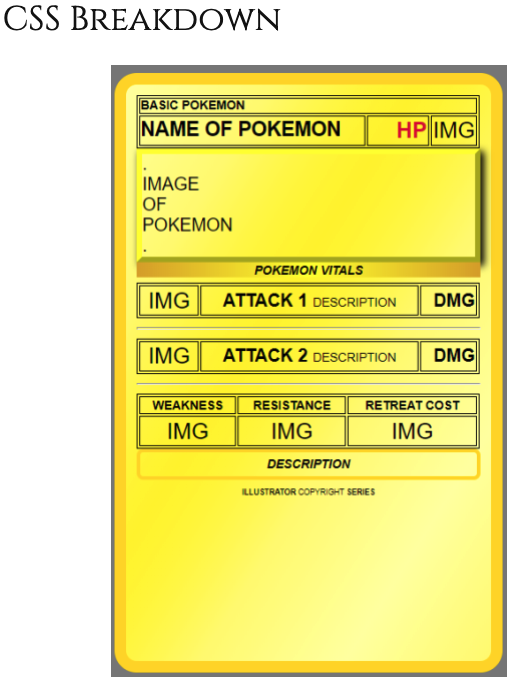 CSS Breakdown
BASIC POKEMON
NAME OF POKEMON HP IMG
.
IMAGE
OF
POKEMON
.
POKEMON VITALS
IMG ATTACK 1 DESCRIPTION DMG
IMG ATTACK 2 DESCRIPTION DMG
WEAKNESS RESISTANCE RETREAT COST
IMG IMG IMG
DESCRIPTION
ILLUSTRATOR COPYRIGHT SERIES